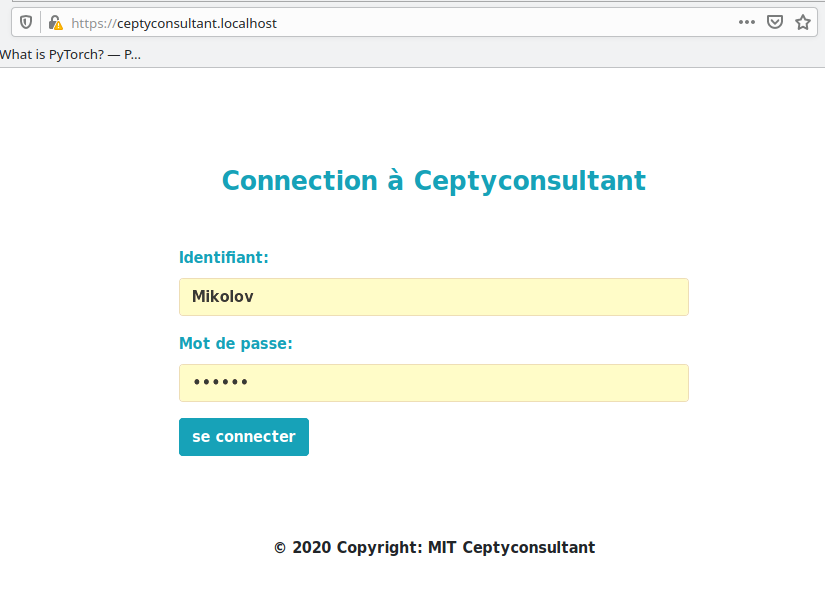 https://ceptyconsultant.localhost
What is PyTorch? — P...
Connection à Ceptyconsultant
Identifiant:
Mikolov
Mot de passe:
••••••
se connecter
© 2020 Copyright: MIT Ceptyconsultant